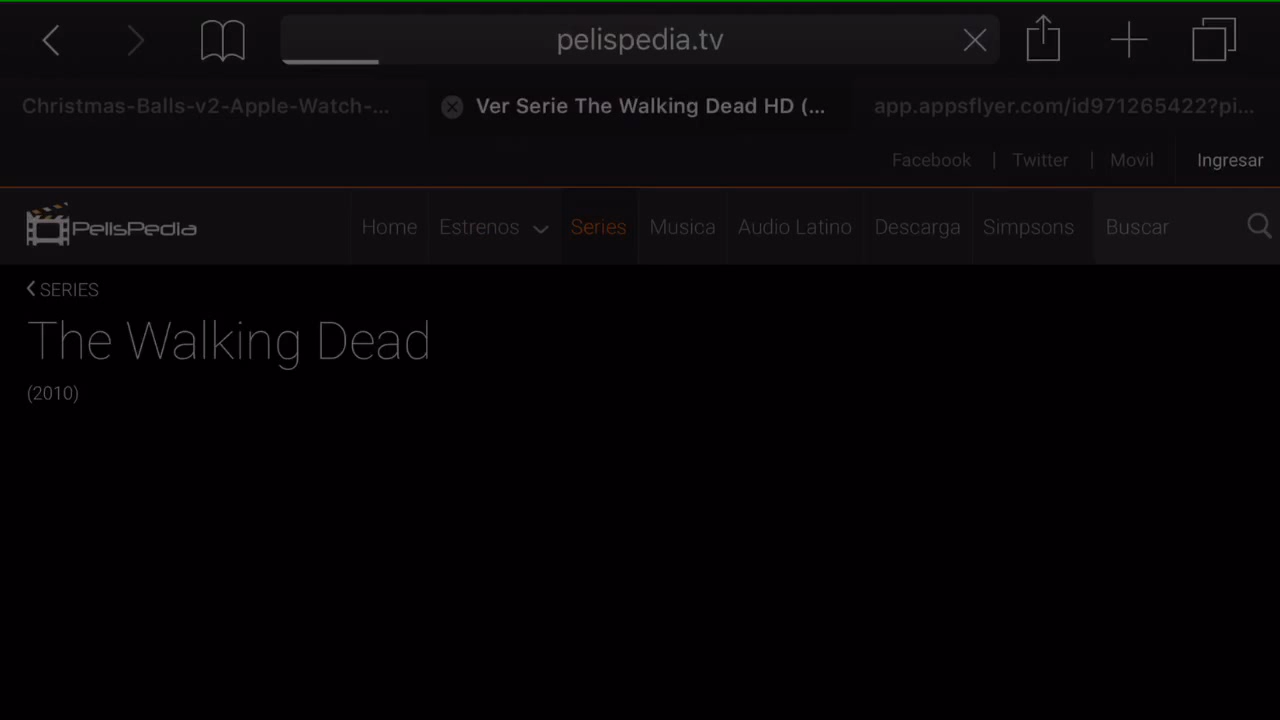 pelispedia.tv
Christmas-Balls-v2-Apple-Watch-...
Ver Serie The Walking Dead HD (...
app.appsflyer.com/id971265422?pi...
Facebook | Twitter | Movil Ingresar
PelisPedia Home Estrenos Series Musica Audio Latino Descarga Simpsons Buscar
SERIES
The Walking Dead
(2010)